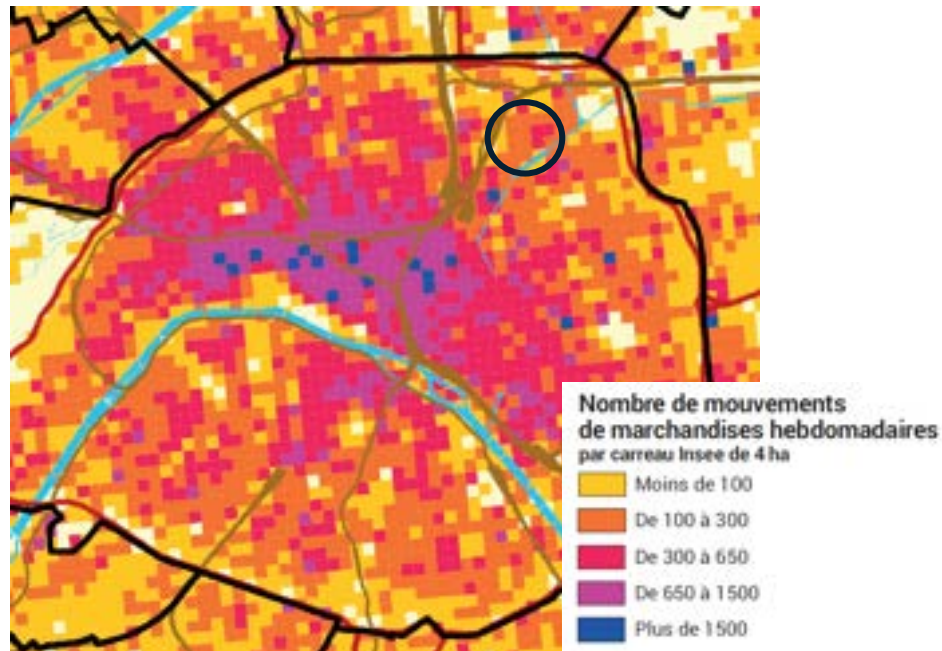 Nombre de mouvements
de marchandises hebdomadaires
par carreau Insee de 4 ha
Moins de 100
De 100 à 300
De 300 à 650
De 650 à 1500
Plus de 1500